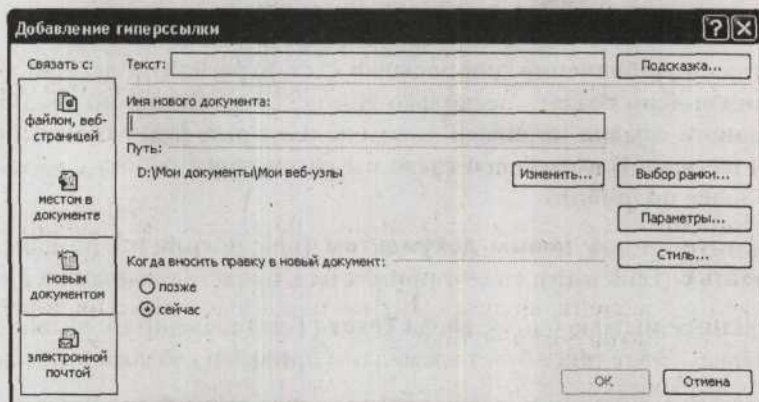 Добавление гиперссылки
Связать с:
Текст:
Подсказка...
файлом, веб-
страницей
Имя нового документа:
Путь:
D:\Мои документы\Мои веб-узлы
Изменить...
Выбор рамки...
местом в
документе
Параметры...
Стиль...
новым
документом
Когда вносить правку в новый документ:
позже
сейчас
электронной
почтой
ОК
Отмена